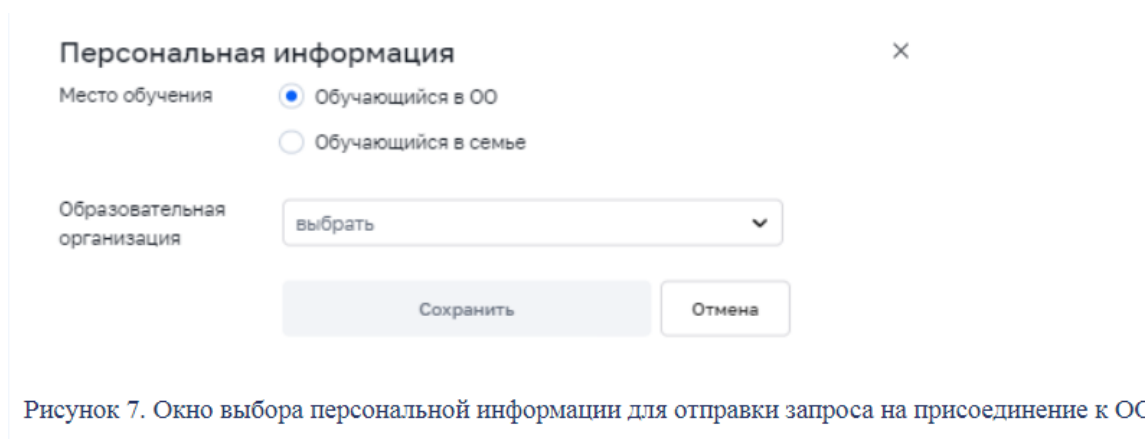 Персональная информация
Место обучения
Обучающийся в ОО
Обучающийся в семье
Образовательная
организация
выбрать
Сохранить
Отмена
Рисунок 7. Окно выбора персональной информации для отправки запроса на присоединение к ОО